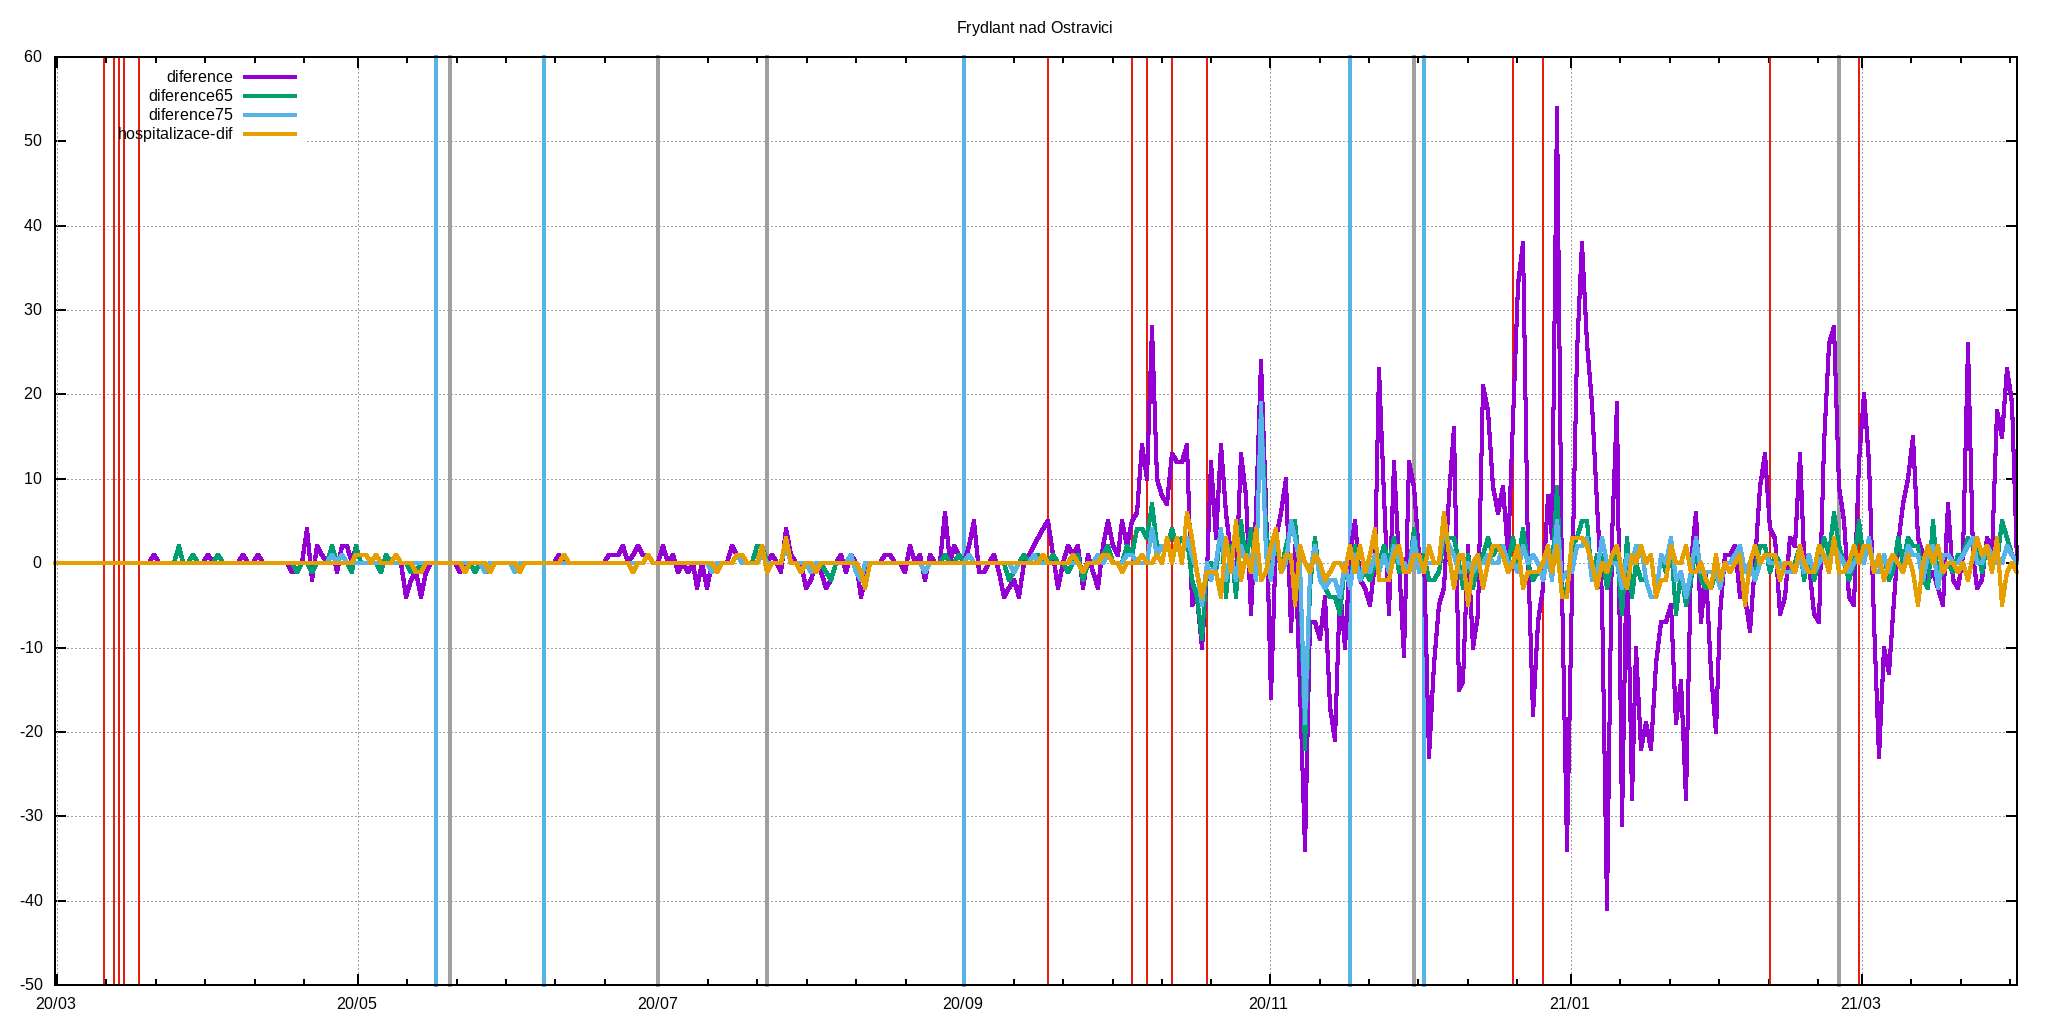 Frydlant nad Ostravici
60
diference
diference65
diference75
hospitalizace-dif
50
40
30
20
10
0
-10
-20
-30
-40
-50
20/03 20/05 20/07 20/09 20/11 21/01 21/03